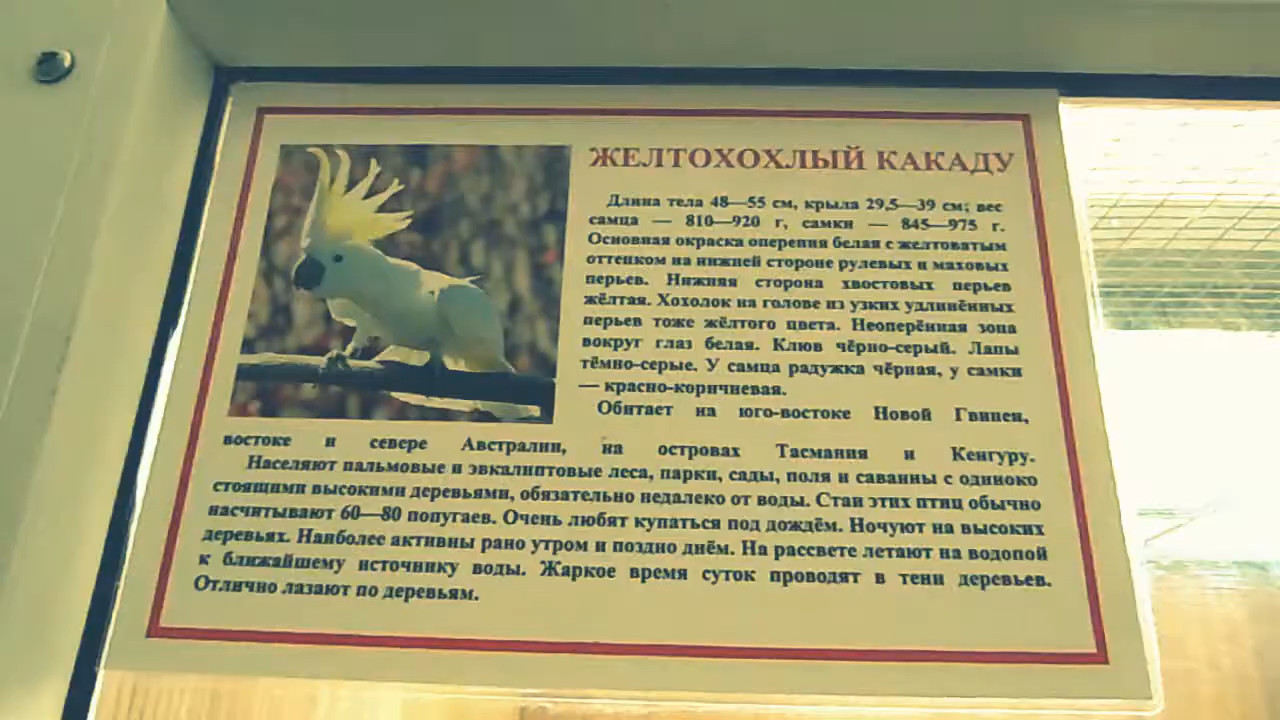 ЖЕЛТОХОХЛЫЙ КАКАДУ
Длина тела 48—55 см, крыла 29,5—39 см; вес
самца — 810—920 г, самки — 845—975 г.
Основная окраска оперения белая с желтоватым
оттенком на нижней стороне рулевых и маховых
перьев. Нижняя сторона хвостовых перьев
жёлтая. Хохолок на голове из узких удлинённых
перьев тоже жёлтого цвета. Неоперённая зона
вокруг глаз белая. Клюв чёрно-серый. Лапы
тёмно-серые. У самца радужка чёрная, у самки
— красно-коричневая.
Обитает на юго-востоке Новой Гвинеи,
востоке и севере Австралии, на островах Тасмания и Кенгуру.
Населяют пальмовые и эвкалиптовые леса, парки, сады, поля и саванны с одиноко
стоящими высокими деревьями, обязательно недалеко от воды. Стаи этих птиц обычно
насчитывают 60—80 попугаев. Очень любят купаться под дождём. Ночуют на высоких
деревьях. Наиболее активны рано утром и поздно днём. На рассвете летают на водопой
к ближайшему источнику воды. Жаркое время суток проводят в тени деревьев.
Отлично лазают по деревьям.